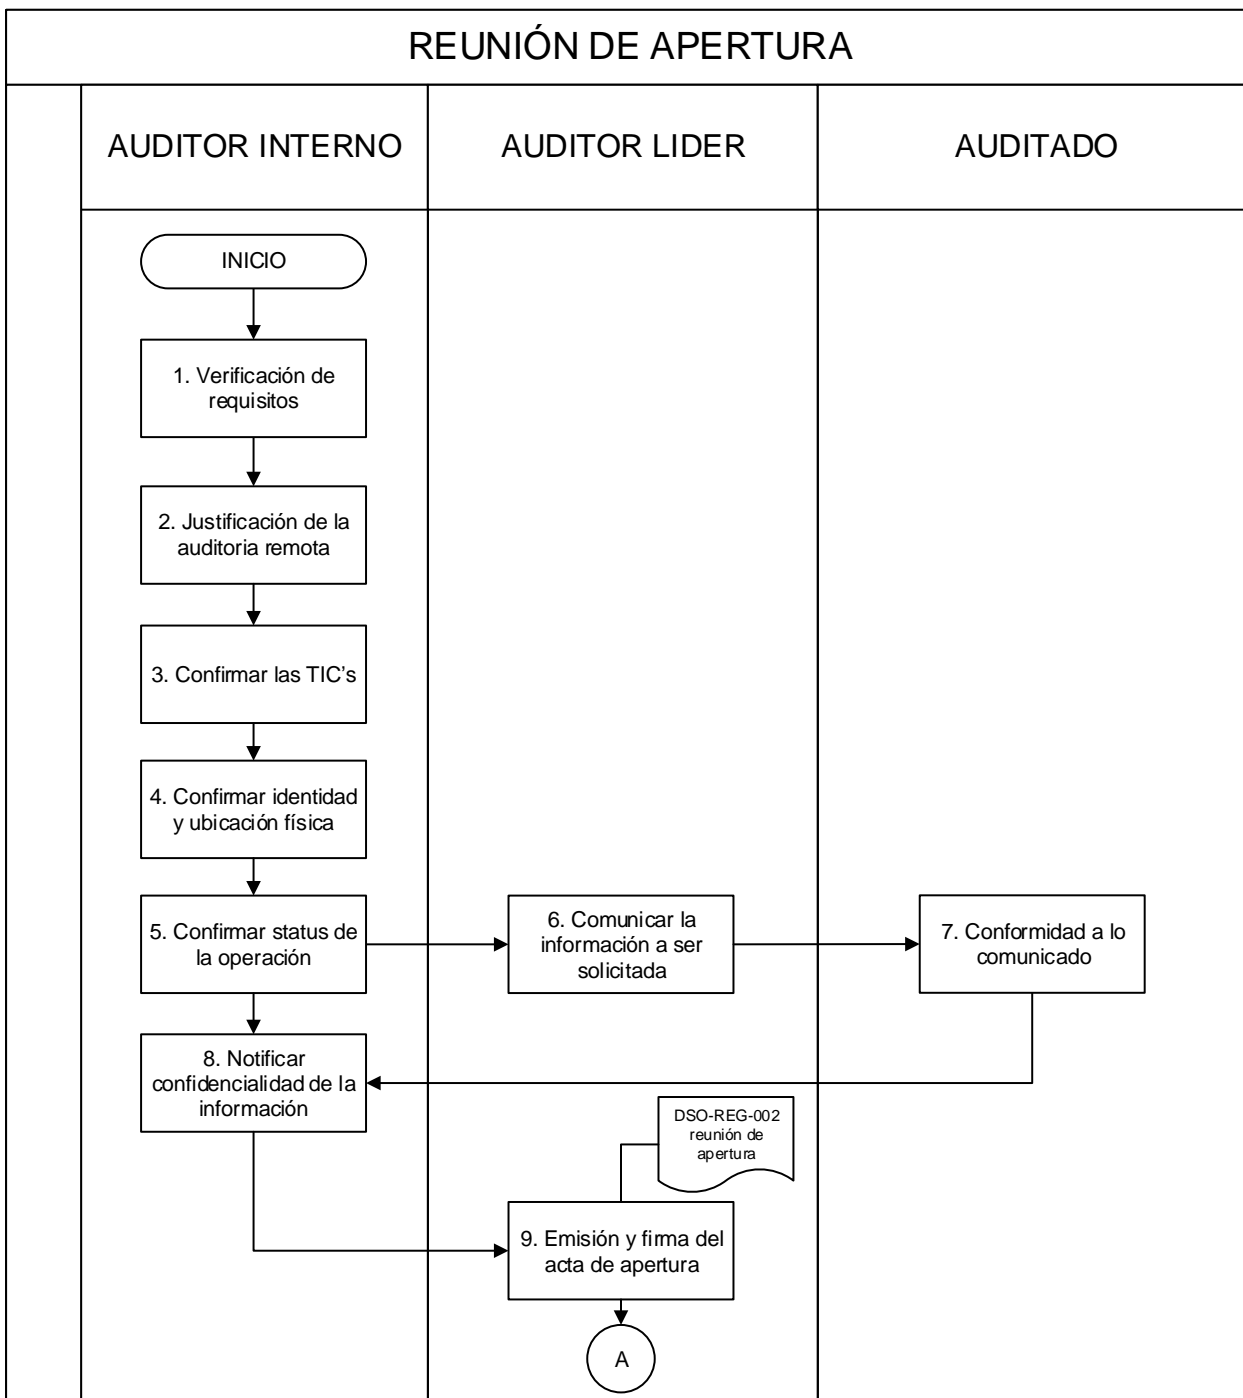 REUNIÓN DE APERTURA
AUDITOR INTERNO
AUDITOR LIDER
AUDITADO
INICIO
1. Verificación de
requisitos
2. Justificación de la
auditoria remota
3. Confirmar las TIC's
4. Confirmar identidad
y ubicación física
5. Confirmar status de
la operación
6. Comunicar la
información a ser
solicitada
7. Conformidad a lo
comunicado
8. Notificar
confidencialidad de la
información
DSO-REG-002
reunión de
apertura
9. Emisión y firma del
acta de apertura
A